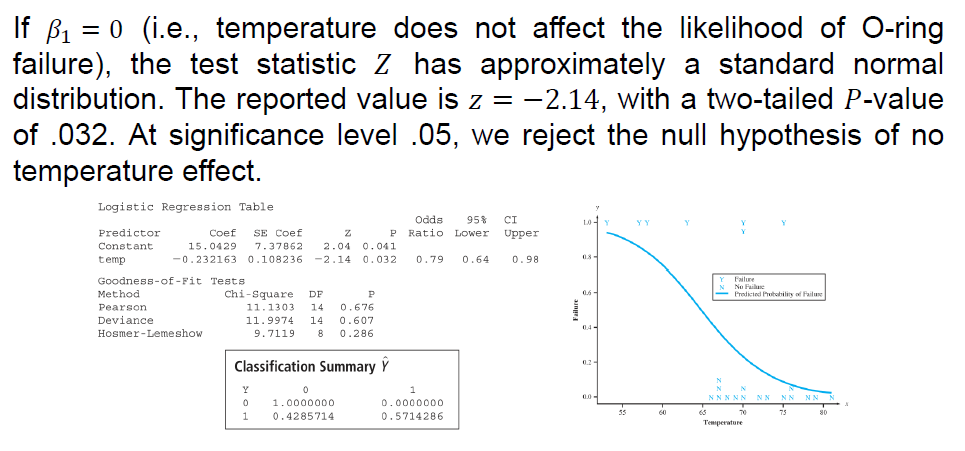 If β₁ = 0 (i.e., temperature does not affect the likelihood of O-ring
failure), the test statistic Z has approximately a standard normal
distribution. The reported value is z = −2.14, with a two-tailed P-value
of .032. At significance level .05, we reject the null hypothesis of no
temperature effect.
Logistic Regression Table
Odds 95% CI
Predictor Coef SE Coef Z P Ratio Lower Upper
Constant 15.0429 7.37862 2.04 0.041
temp −0.232163 0.108236 −2.14 0.032 0.79 0.64 0.98
Goodness-of-Fit Tests
Method Chi-Square DF P
Pearson 11.1303 14 0.676
Deviance 11.9974 14 0.607
Hosmer-Lemeshow 9.7119 8 0.286
Classification Summary Ŷ
Y 0 1
0 1.0000000 0.0000000
1 0.4285714 0.5714286
y
1.0 Y Y Y Y Y Y
Y
0.8
Y Failure
N No Failure
Predicted Probability of Failure
0.6
Failure
0.4
0.2
N
N N N
0.0 N N N N N N N N N N N N
x
55 60 65 70 75 80
Temperature